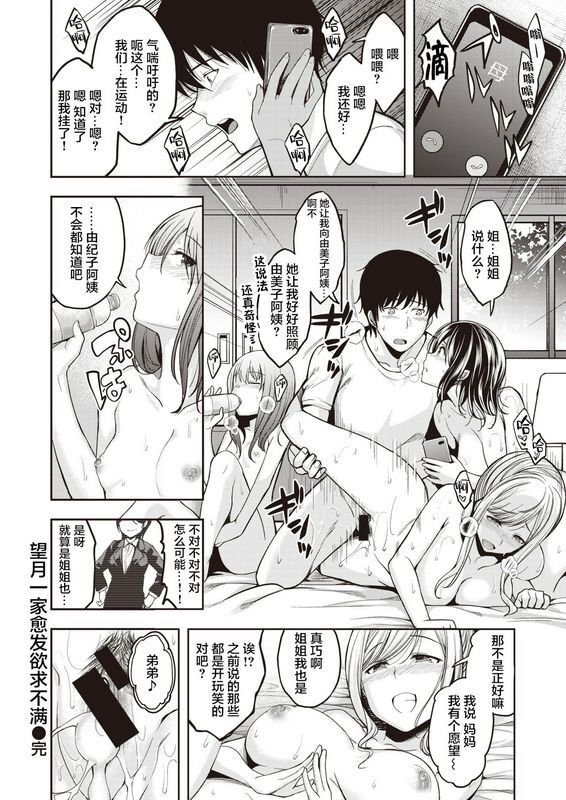 嗡嗡嗡嗡
滴
母
喂
喂喂?
嗯嗯
我还好…
气喘吁吁的?
呃这个…
我们…在运动!
嗯对…嗯?
嗯知道了
那我挂了!
哈啊
哈啊
哈啊
姐…姐姐
说什么?
她让我向由美子阿姨…
啊不
她让我好好照顾
由美子阿姨…
这说法
还真奇怪…
……由纪子阿姨
不会都知道吧
ぷはっ
不对不对不对
怎么可能…!!
是呀
就算是姐姐也…
那不是正好嘛
我说 妈妈
我有个愿望~
真巧啊
姐姐我也是
诶!?
之前说的那些
都是开玩笑的
对吧?
弟弟♪
望月一家愈发欲求不满●完